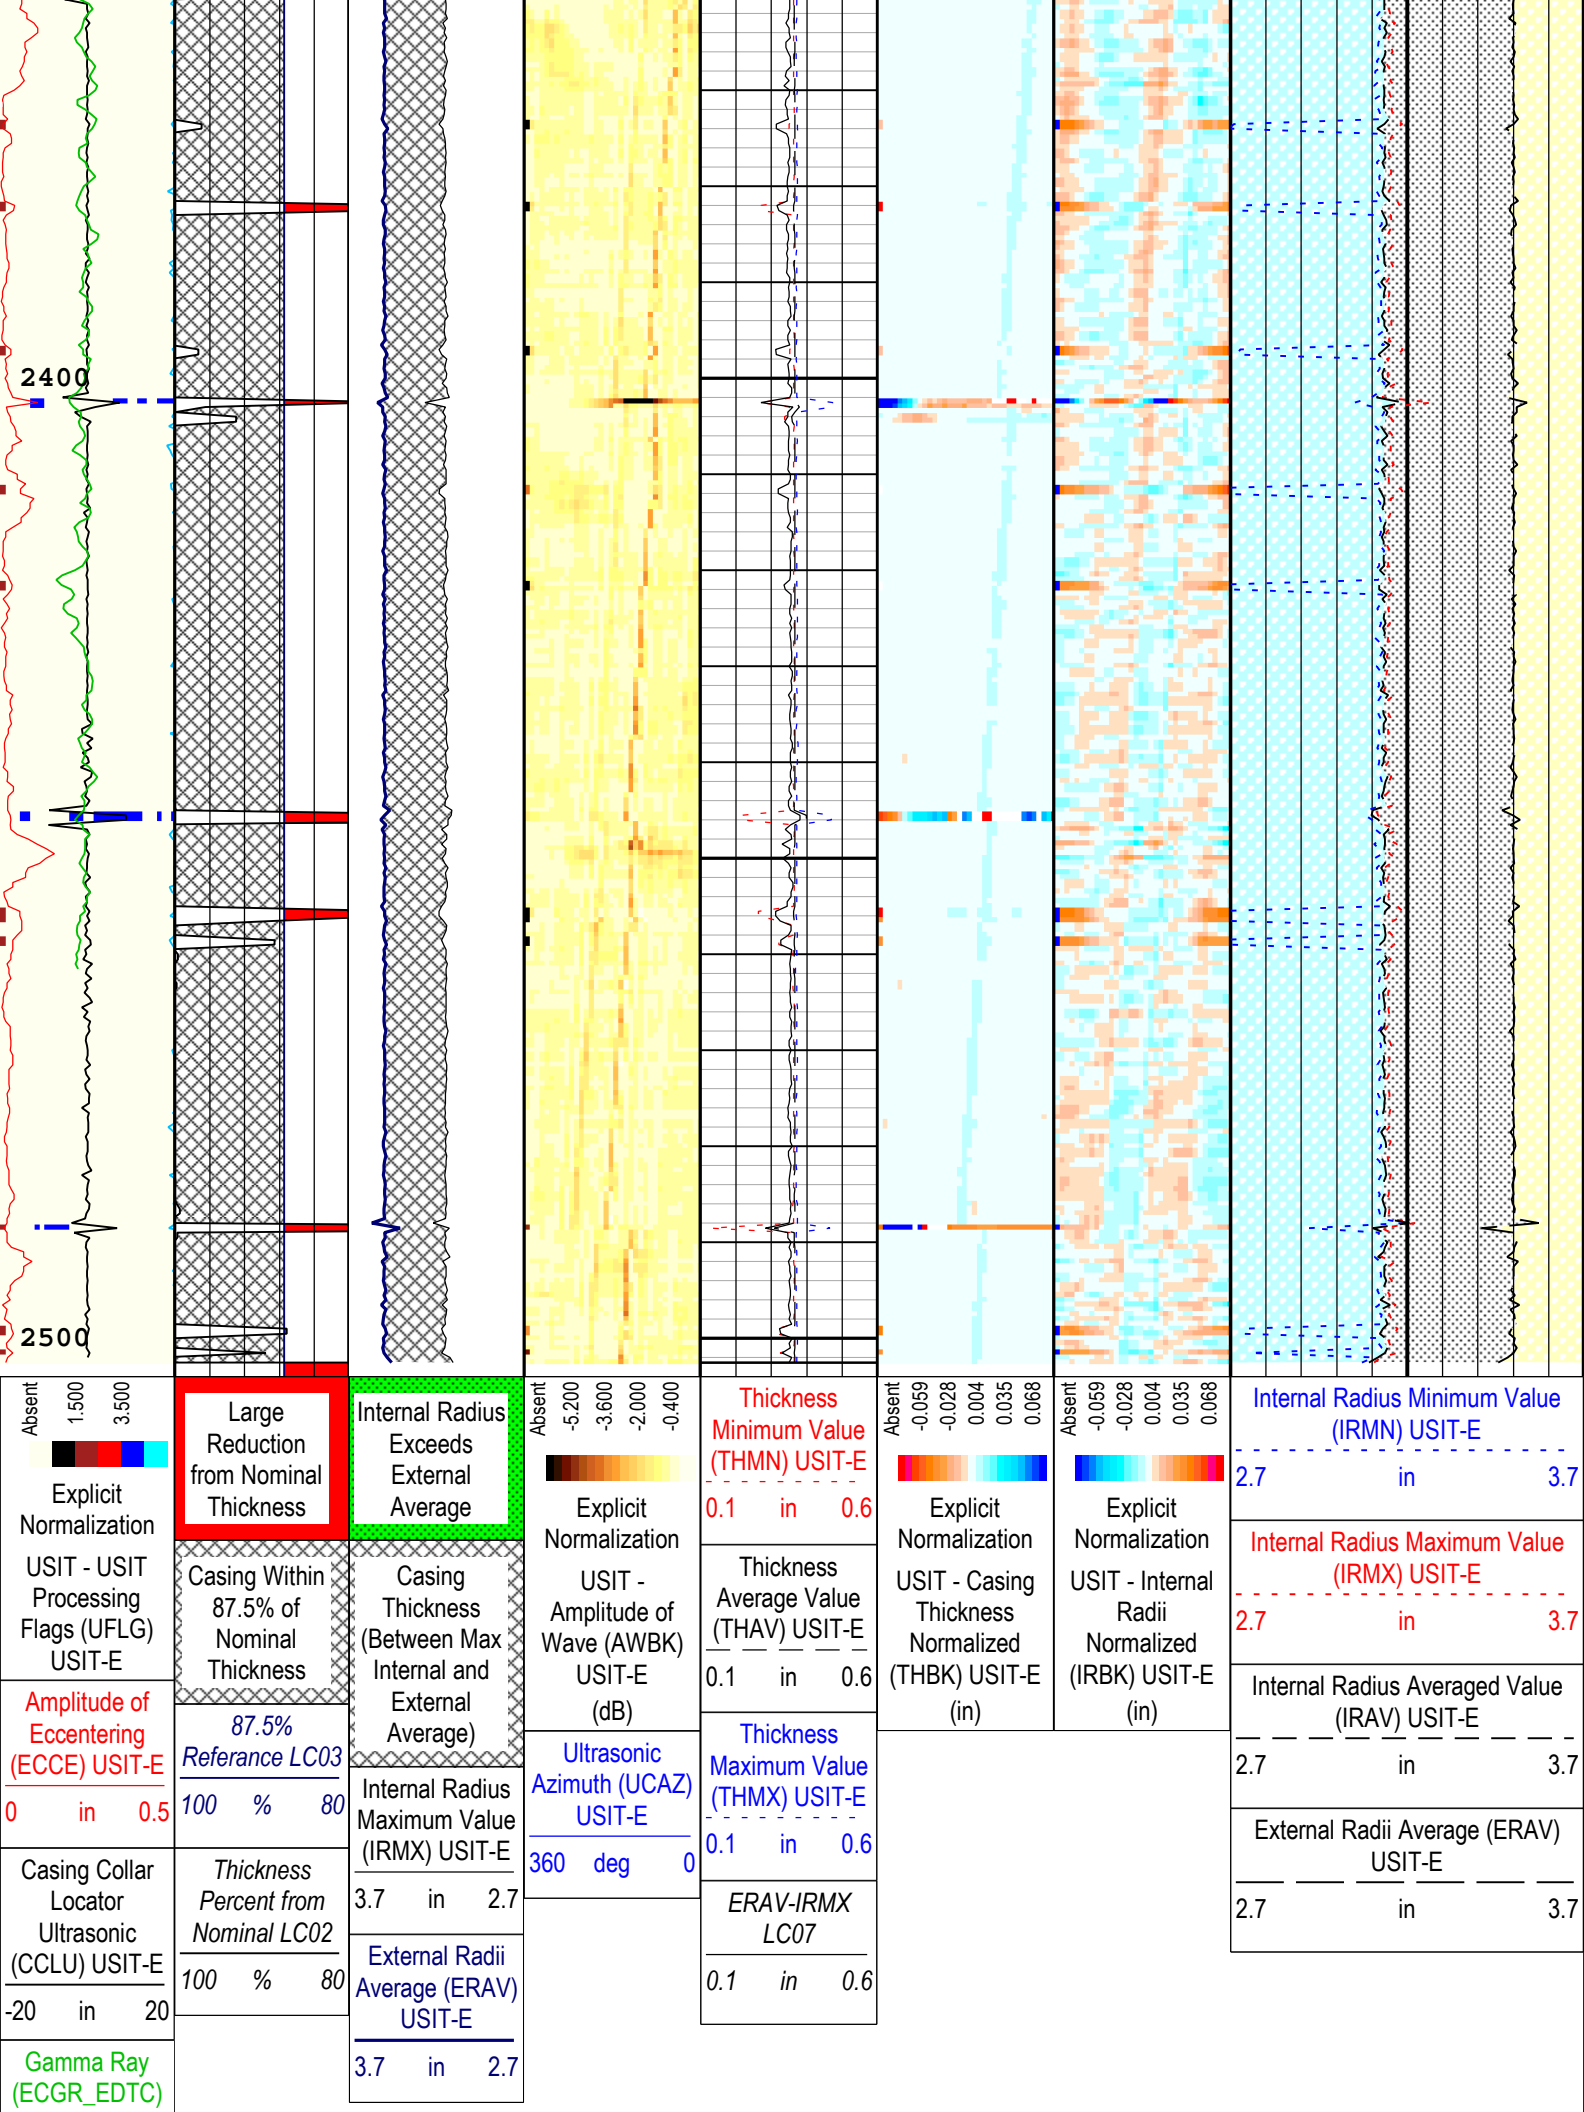 2400
2500
Absent
1.500
3.500
Explicit
Normalization
USIT - USIT
Processing
Flags (UFLG)
USIT-E
Amplitude of
Eccentering
(ECCE) USIT-E
0 in 0.5
Casing Collar
Locator
Ultrasonic
(CCLU) USIT-E
-20 in 20
Gamma Ray
(ECGR_EDTC)
Large
Reduction
from Nominal
Thickness
Casing Within
87.5% of
Nominal
Thickness
87.5%
Referance LC03
100 % 80
Thickness
Percent from
Nominal LC02
100 % 80
Internal Radius
Exceeds
External
Average
Casing
Thickness
(Between Max
Internal and
External
Average)
Internal Radius
Maximum Value
(IRMX) USIT-E
3.7 in 2.7
External Radii
Average (ERAV)
USIT-E
3.7 in 2.7
Absent
-5.2000
-3.600
-2.000
-0.400
Explicit
Normalization
USIT -
Amplitude of
Wave (AWBK)
USIT-E
(dB)
Ultrasonic
Azimuth (UCAZ)
USIT-E
360 deg 0
Thickness
Minimum Value
(THMN) USIT-E
0.1 in 0.6
Thickness
Average Value
(THAV) USIT-E
0.1 in 0.6
Thickness
Maximum Value
(THMX) USIT-E
0.1 in 0.6
ERAV-IRMX
LC07
0.1 in 0.6
Absent
-0.059
-0.028
0.004
0.035
0.068
Explicit
Normalization
USIT - Casing
Thickness
Normalized
(THBK) USIT-E
(in)
Absent
-0.059
-0.028
0.004
0.035
0.068
Explicit
Normalization
USIT - Internal
Radii
Normalized
(IRBK) USIT-E
(in)
Internal Radius Minimum Value
(IRMN) USIT-E
2.7 in 3.7
Internal Radius Maximum Value
(IRMX) USIT-E
2.7 in 3.7
Internal Radius Averaged Value
(IRAV) USIT-E
2.7 in 3.7
External Radii Average (ERAV)
USIT-E
2.7 in 3.7